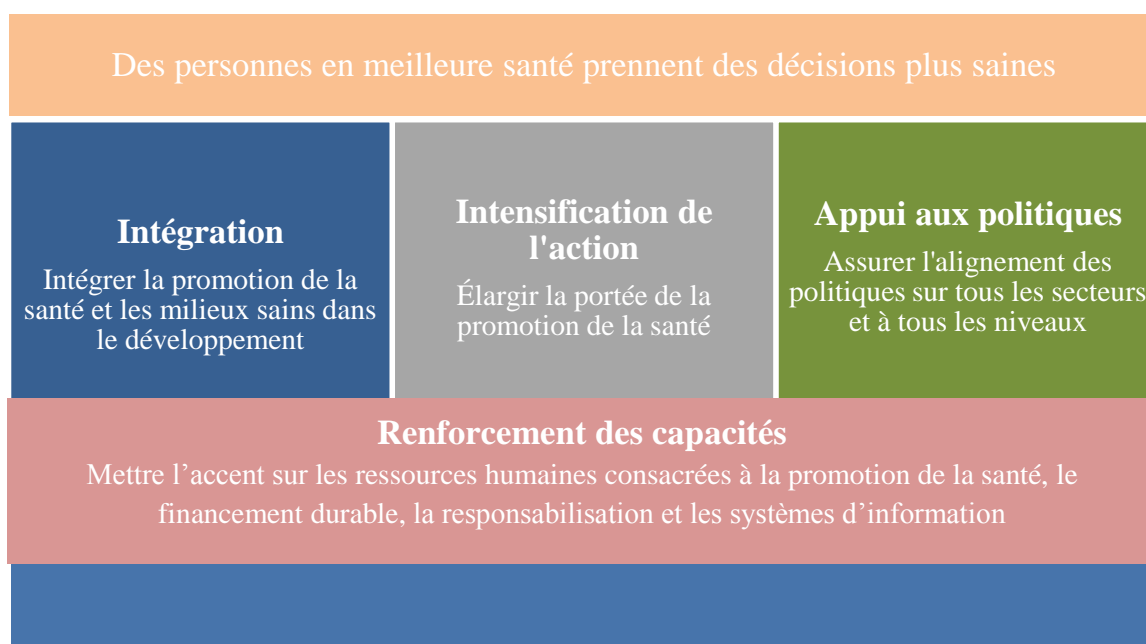 Des personnes en meilleure santé prennent des décisions plus saines
Intégration
Intégrer la promotion de la
santé et les milieux sains dans
le développement
Intensification de
l'action
Élargir la portée de la
promotion de la santé
Appui aux politiques
Assurer l'alignement des
politiques sur tous les secteurs
et à tous les niveaux
Renforcement des capacités
Mettre l’accent sur les ressources humaines consacrées à la promotion de la santé, le
financement durable, la responsabilisation et les systèmes d’information